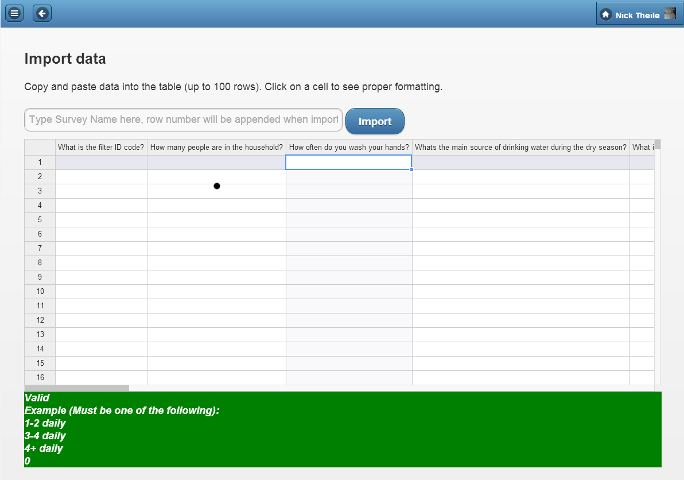 Nick Therle
Import data
Copy and paste data into the table (up to 100 rows). Click on a cell to see proper formatting.
Type Survey Name here, row number will be appended when import
Import
What is the filter ID code? How many people are in the household? How often do you wash your hands? Whats the main source of drinking water during the dry season? What i
1
2
3
4
5
6
7
8
9
10
11
12
13
14
15
16
Valid
Example (Must be one of the following):
1-2 daily
3-4 daily
4+ daily
0